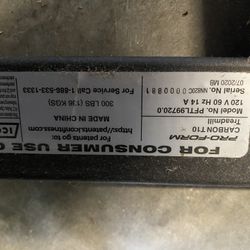 FOR CONSUMER USE O
PRO-FORM
CARBON T10
Treadmill
Model No. PFTL99720.0
120 V 60 Hz 14 A
Serial No.
07/2020 MB
For patents go to:
https://patents.iconfitness.com
MADE IN CHINA
300 LBS (136 KGS)
For Service Call 1-866-533-1333